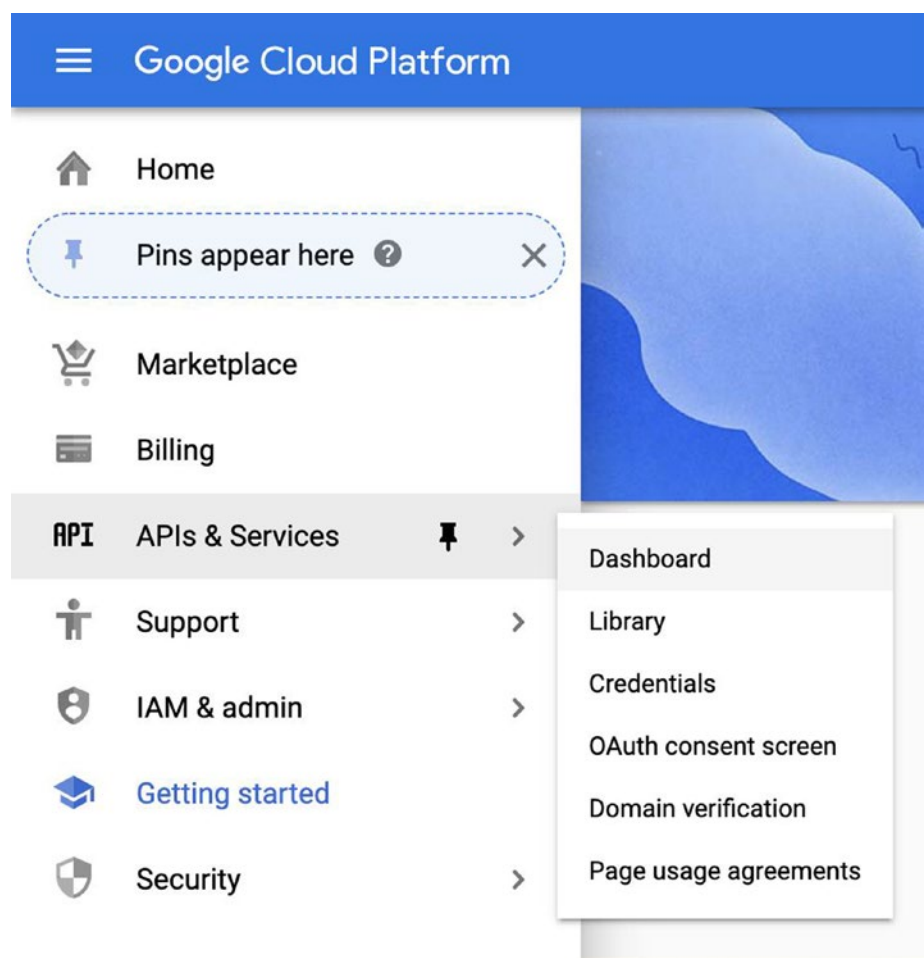 Google Cloud Platform
Home
Pins appear here ?
Marketplace
Billing
API APIs & Services
Support
IAM & admin
Getting started
Security
Dashboard
Library
Credentials
OAuth consent screen
Domain verification
Page usage agreements